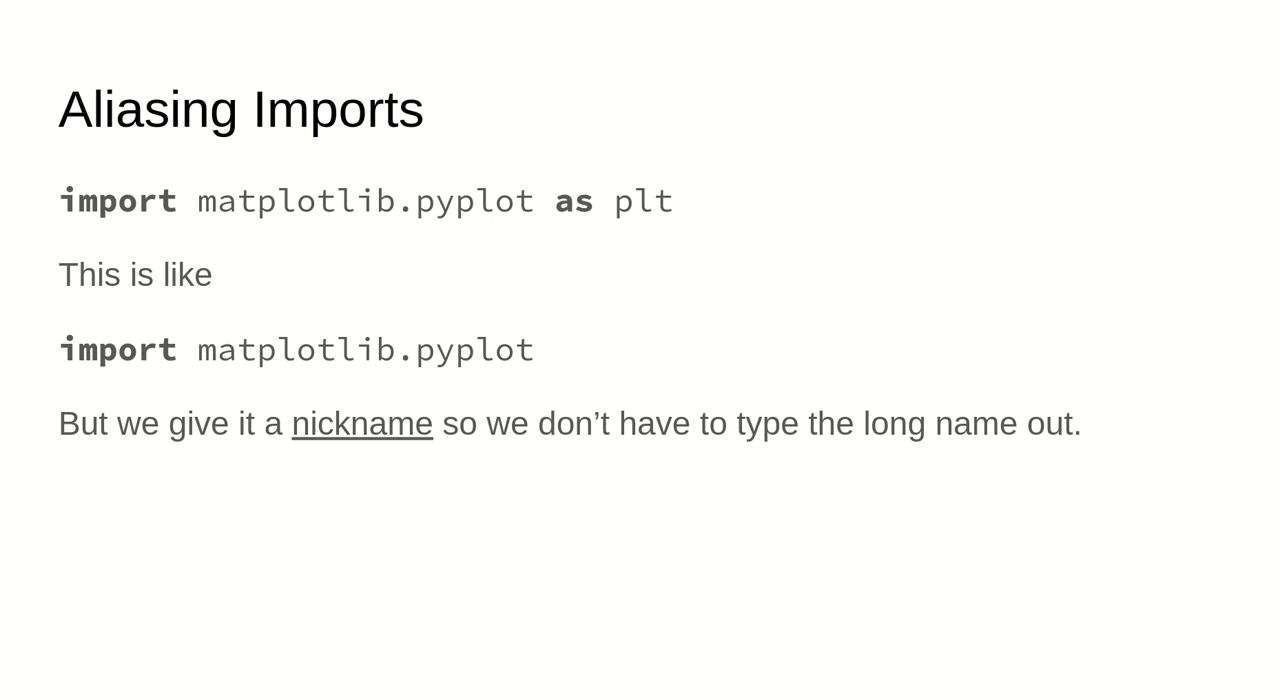 Aliasing Imports
import matplotlib.pyplot as plt
This is like
import matplotlib.pyplot
But we give it a nickname so we don’t have to type the long name out.